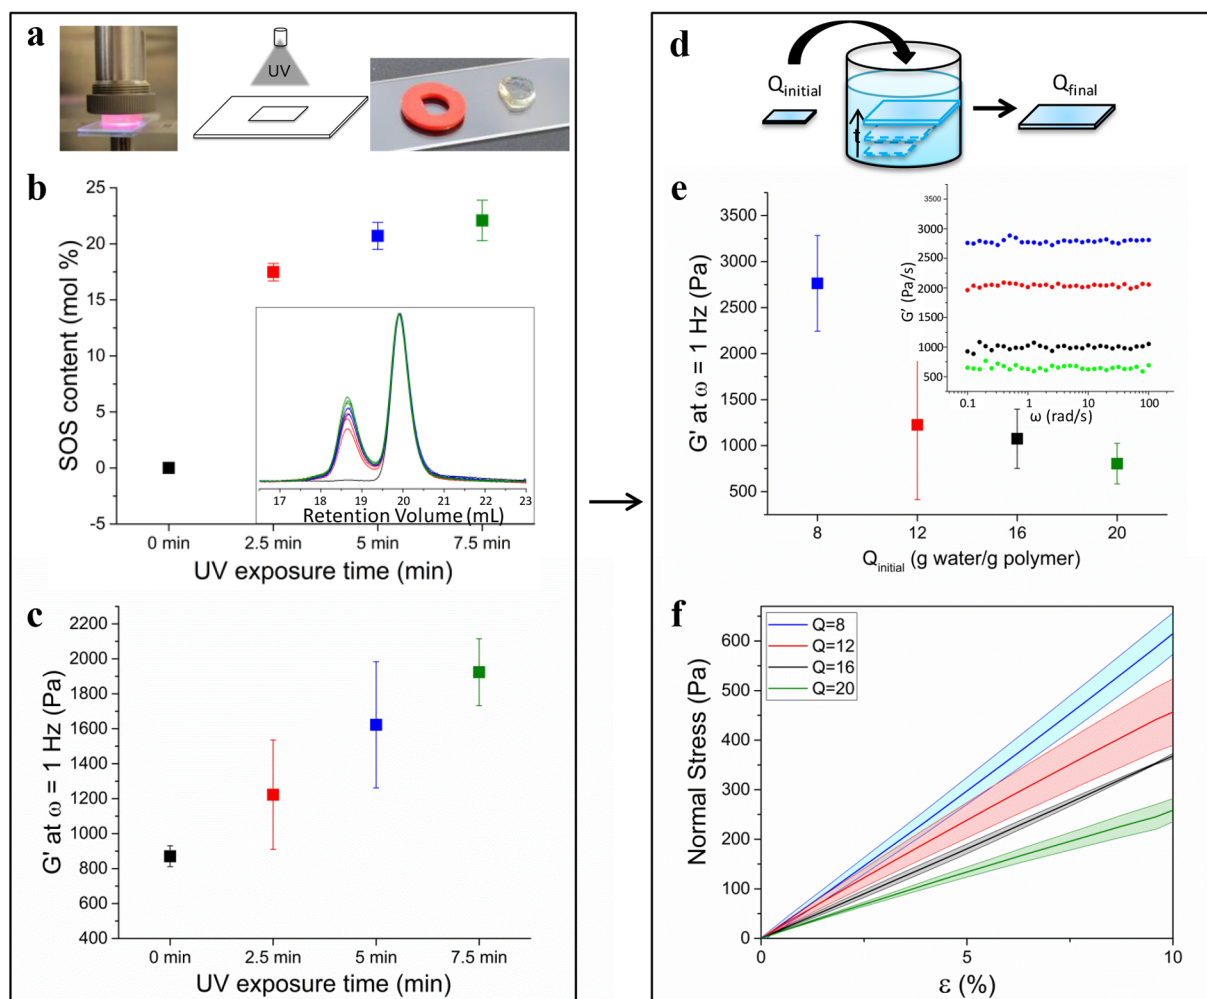 a
UV
b
25
20
15
10
5
0
-5
SOS content (mol %)
17
18
19
20
21
22
23
Retention Volume (mL)
0 min
2.5 min
5 min
7.5 min
UV exposure time (min)
c
2200
2000
1800
1600
1400
1200
1000
800
600
400
G' at ω = 1 Hz (Pa)
0 min
2.5 min
5 min
7.5 min
UV exposure time (min)
d
Qinitial
t
Qfinal
e
3500
3000
2500
2000
1500
1000
500
G' at ω = 1 Hz (Pa)
3500
3000
2500
2000
1500
1000
500
G' (Pa/s)
0.1
1
10
100
ω (rad/s)
8
12
16
20
Qinitial (g water/g polymer)
f
Q=8
Q=12
Q=16
Q=20
600
500
400
300
200
100
0
Normal Stress (Pa)
0
5
10
ε (%)